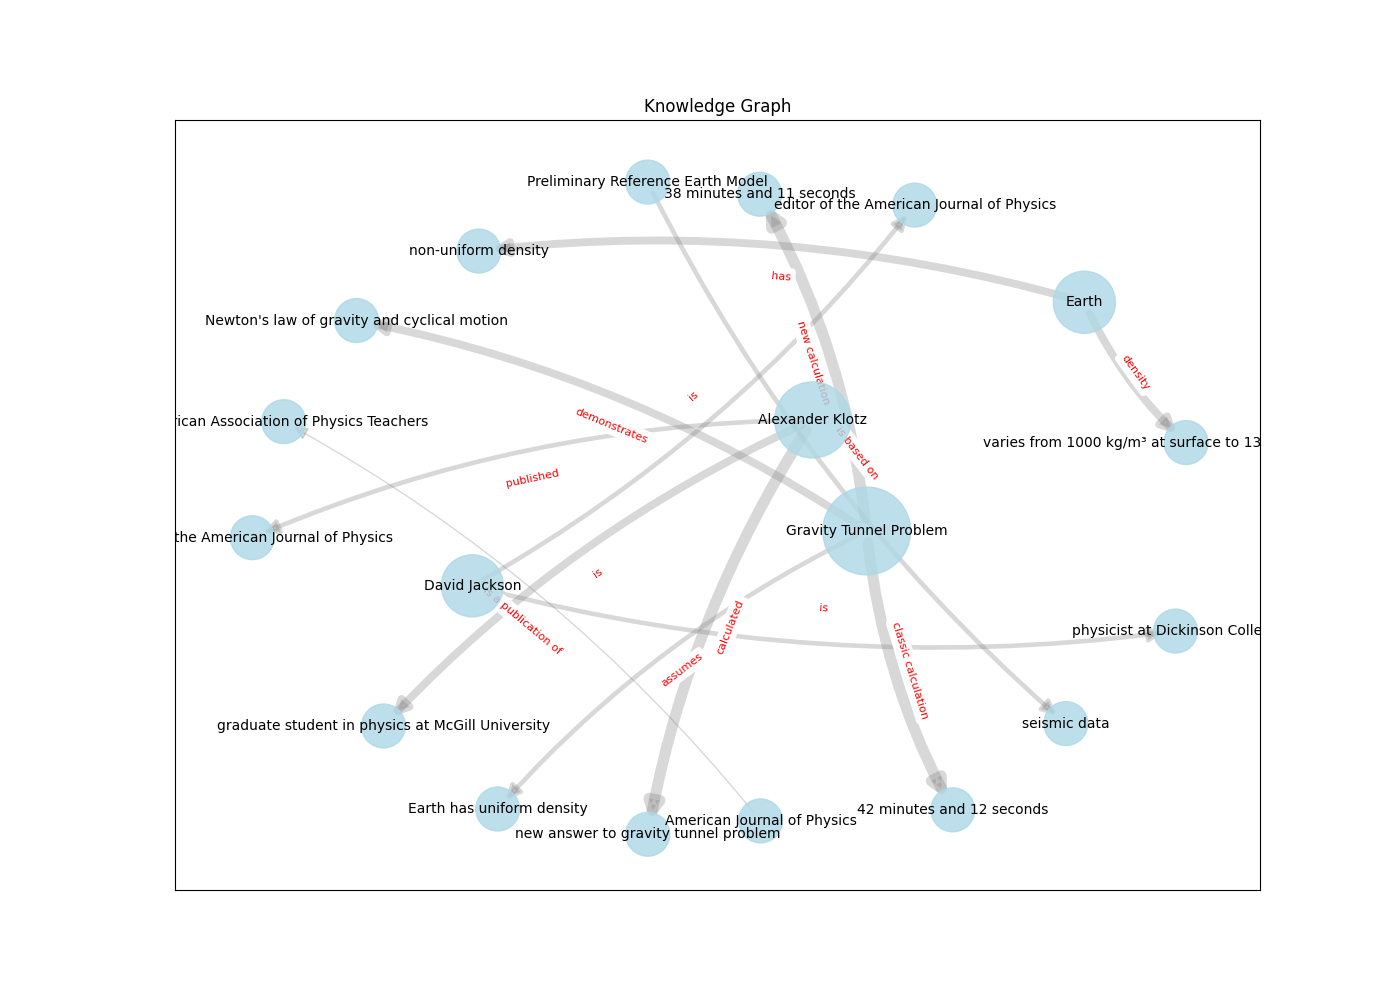 Knowledge Graph
Preliminary Reference Earth Model
38 minutes and 11 seconds
editor of the American Journal of Physics
non-uniform density
has
Earth
Newton's law of gravity and cyclical motion
new calculation
density
is
demonstrates
rican Association of Physics Teachers
Alexander Klotz
is based on
varies from 1000 kg/m³ at surface to 13
published
the American Journal of Physics
Gravity Tunnel Problem
is
David Jackson
is a publication of
is
calculated
physicist at Dickinson Colle
assumes
classic calculation
graduate student in physics at McGill University
seismic data
Earth has uniform density
American Journal of Physics
42 minutes and 12 seconds
new answer to gravity tunnel problem